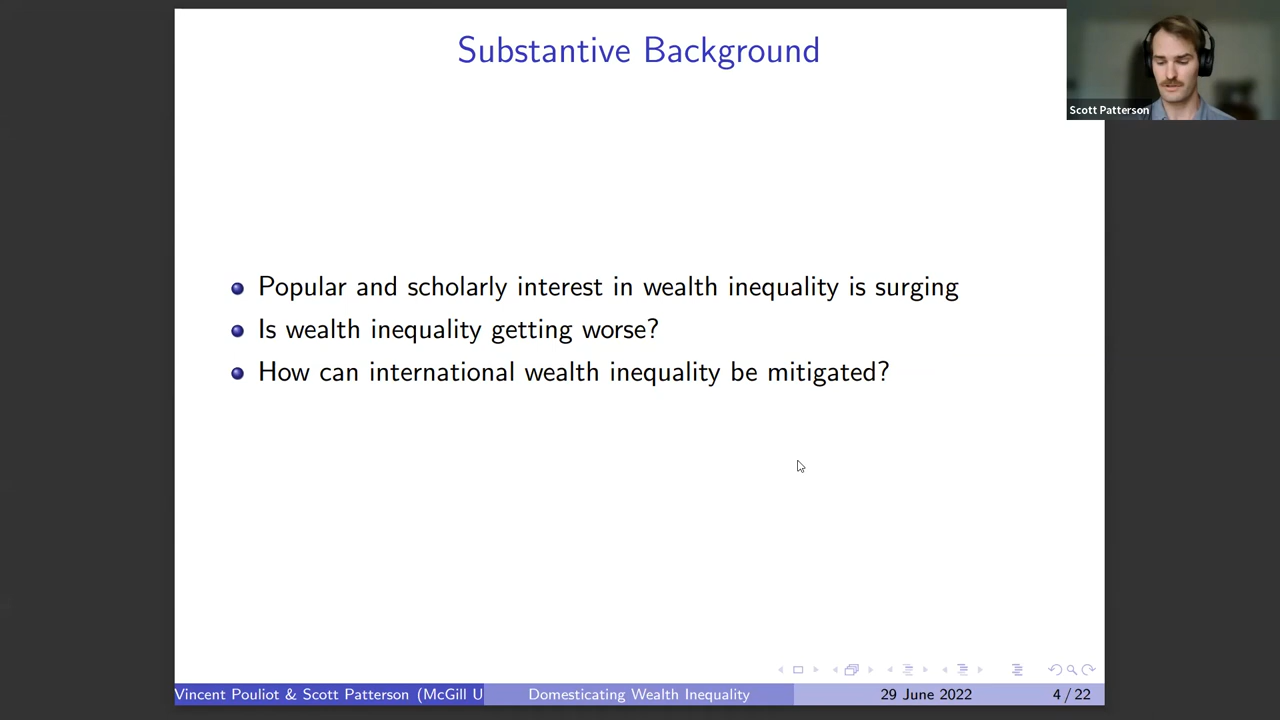 Substantive Background
Scott Patterson
Popular and scholarly interest in wealth inequality is surging
Is wealth inequality getting worse?
How can international wealth inequality be mitigated?
Vincent Pouliot & Scott Patterson (McGill U
Domesticating Wealth Inequality
29 June 2022
4 / 22